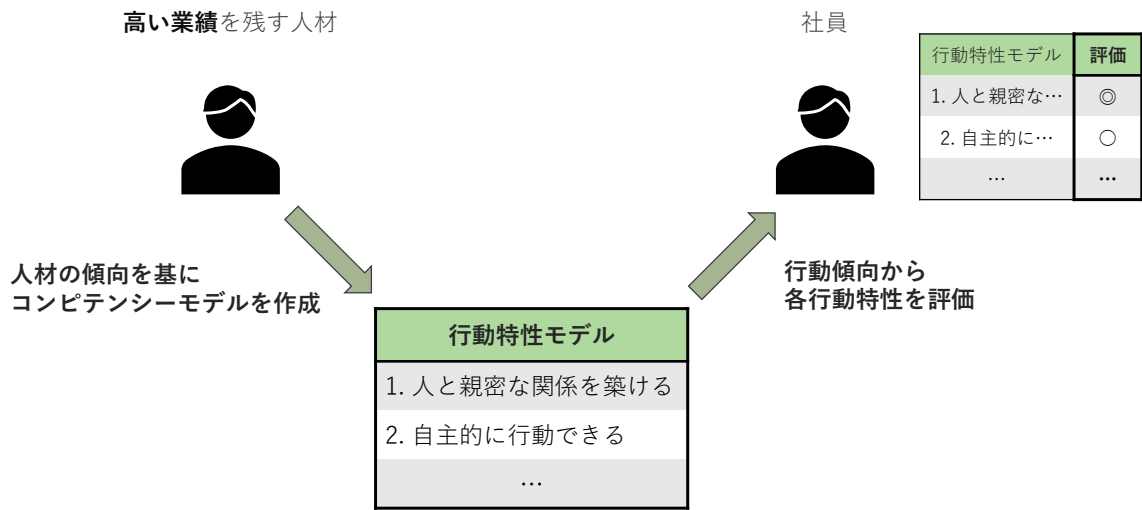 高い業績を残す人材
社員
行動特性モデル 評価
1. 人と親密な… ◎
2. 自主的に… ○
… …
人材の傾向を基に
コンピテンシーモデルを作成
行動傾向から
各行動特性を評価
行動特性モデル
1. 人と親密な関係を築ける
2. 自主的に行動できる
…